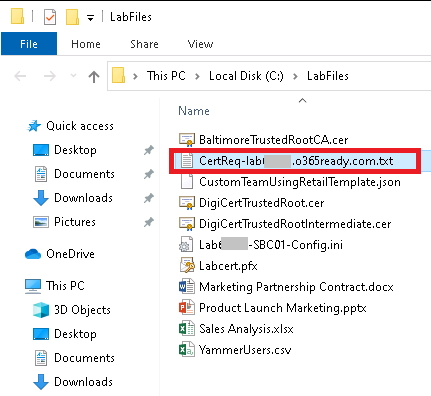 LabFiles
File
Home
Share
View
This PC > Local Disk (C:) > LabFiles
Name
Quick access
Desktop
Documents
Downloads
Pictures
OneDrive
This PC
3D Objects
Desktop
Documents
Downloads
BaltimoreTrustedRootCA.cer
CertReq-lab .o365ready.com.txt
CustomTeamUsingRetailTemplate.json
DigiCertTrustedRoot.cer
DigiCertTrustedRootIntermediate.cer
Lab -SBC01-Config.ini
Labcert.pfx
Marketing Partnership Contract.docx
Product Launch Marketing.pptx
Sales Analysis.xlsx
YammerUsers.csv